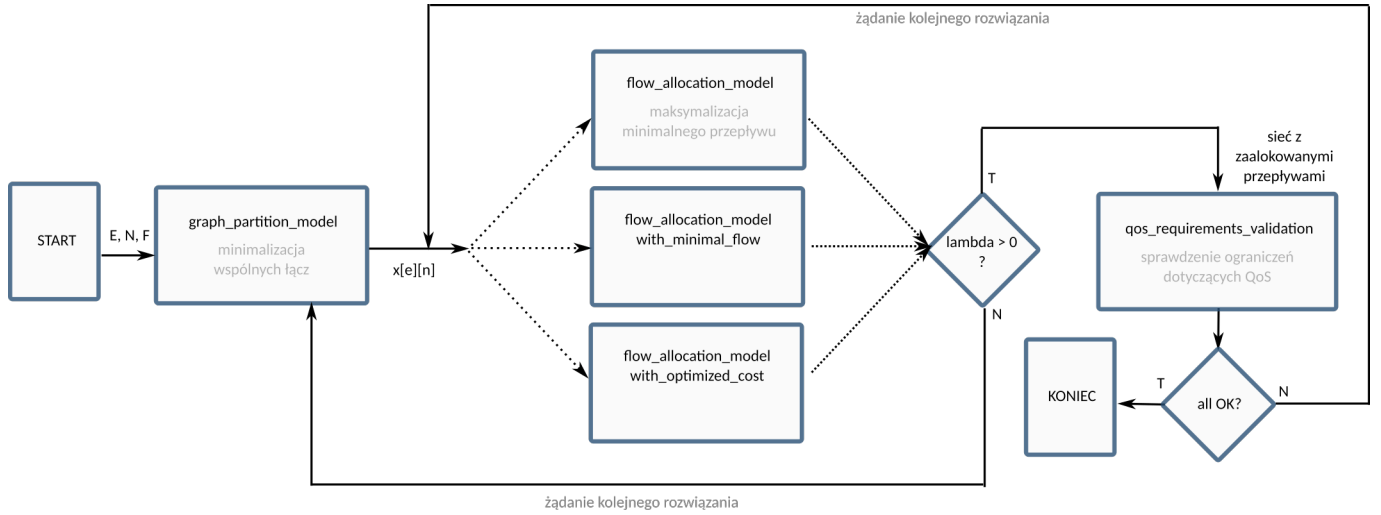 żądanie kolejnego rozwiązania
START
E, N, F
graph_partition_model
minimalizacja
wspólnych łącz
x[e][n]
flow_allocation_model
maksymalizacja
minimalnego przepływu
flow_allocation_model
with_minimal_flow
flow_allocation_model
with_optimized_cost
T
lambda > 0
?
N
sieć z
zaalokowanymi
przepływami
qos_requirements_validation
sprawdzenie ograniczeń
dotyczących QoS
KONIEC
T
all OK?
N
żądanie kolejnego rozwiązania